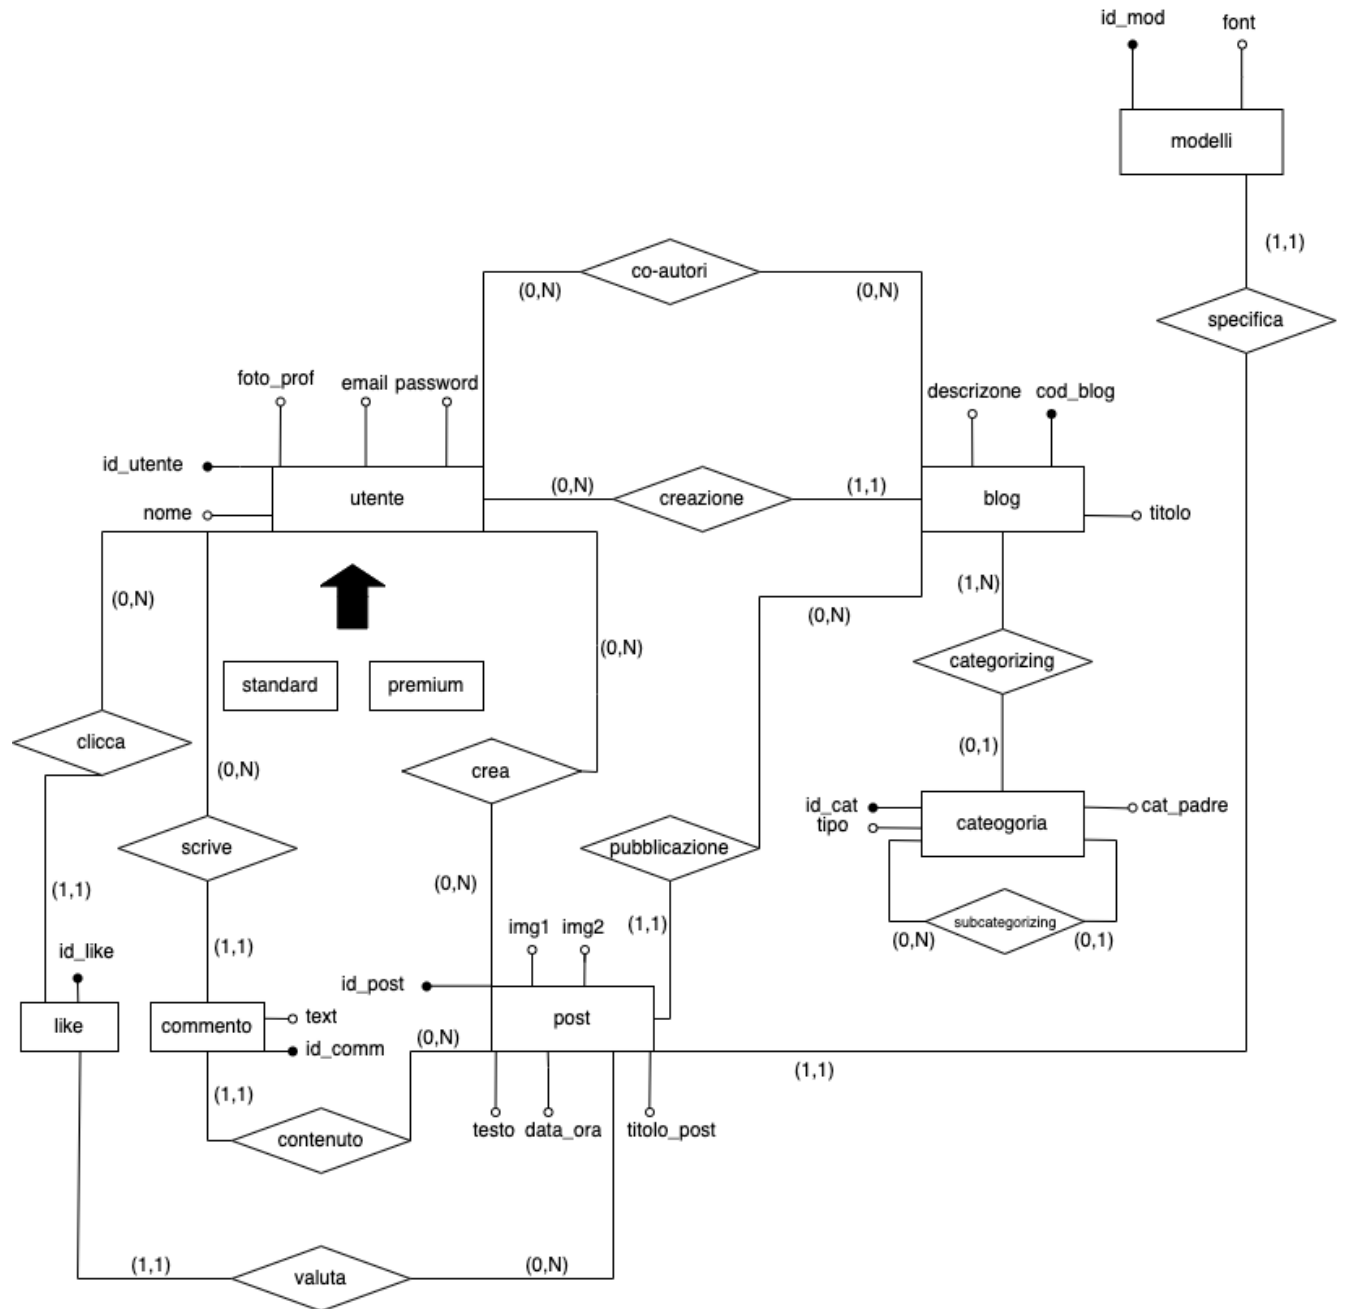 id_mod
font
modelli
(1,1)
co-autori
(0,N)
(0,N)
specifica
foto_prof
email
password
descrizone
cod_blog
id_utente
utente
(0,N)
creazione
(1,1)
blog
nome
titolo
(0,N)
(1,N)
(0,N)
(0,N)
categorizing
standard
premium
clicca
(0,N)
crea
(0,1)
id_cat
cat_padre
tipo
cateogoria
scrive
pubblicazione
(0,N)
(1,1)
img1
img2
(1,1)
subcategorizing
(0,N)
(0,1)
id_like
(1,1)
id_post
like
commento
text
post
id_comm
(0,N)
(1,1)
(1,1)
contenuto
testo
data_ora
titolo_post
(1,1)
valuta
(0,N)